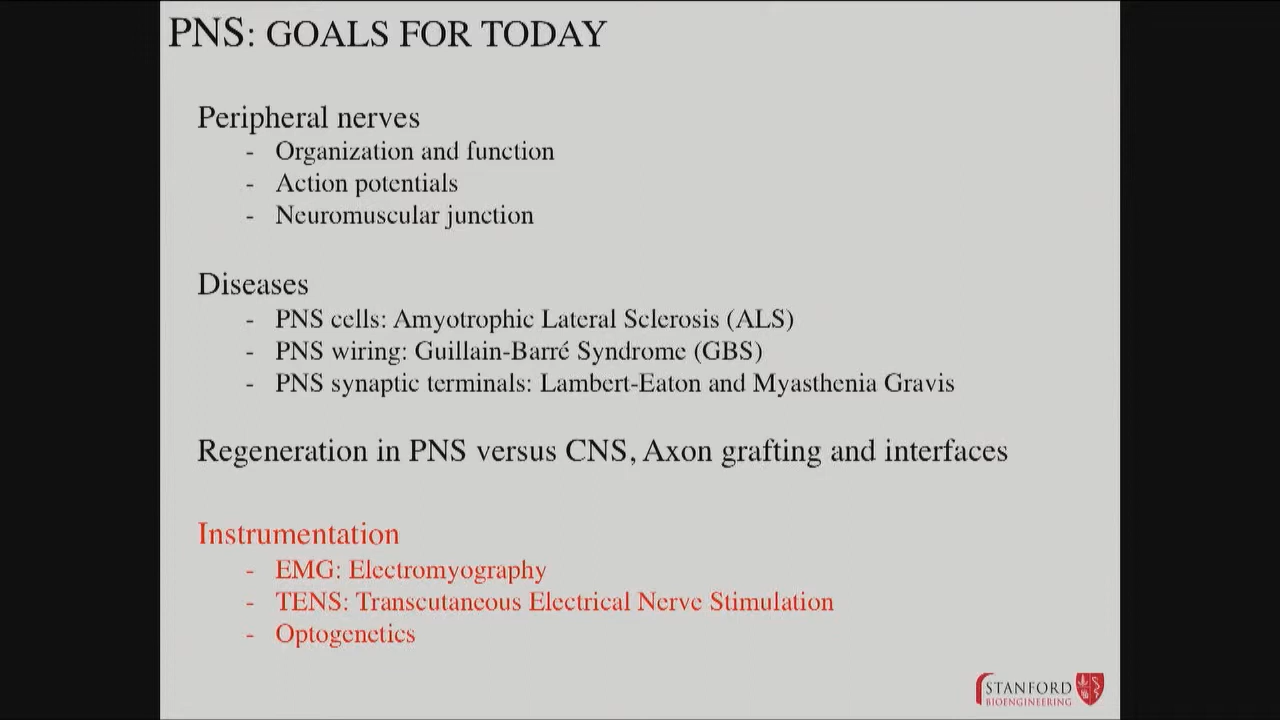 PNS: GOALS FOR TODAY
Peripheral nerves
- Organization and function
- Action potentials
- Neuromuscular junction
Diseases
- PNS cells: Amyotrophic Lateral Sclerosis (ALS)
- PNS wiring: Guillain-Barré Syndrome (GBS)
- PNS synaptic terminals: Lambert-Eaton and Myasthenia Gravis
Regeneration in PNS versus CNS, Axon grafting and interfaces
Instrumentation
- EMG: Electromyography
- TENS: Transcutaneous Electrical Nerve Stimulation
- Optogenetics
STANFORD
BIOENGINEERING